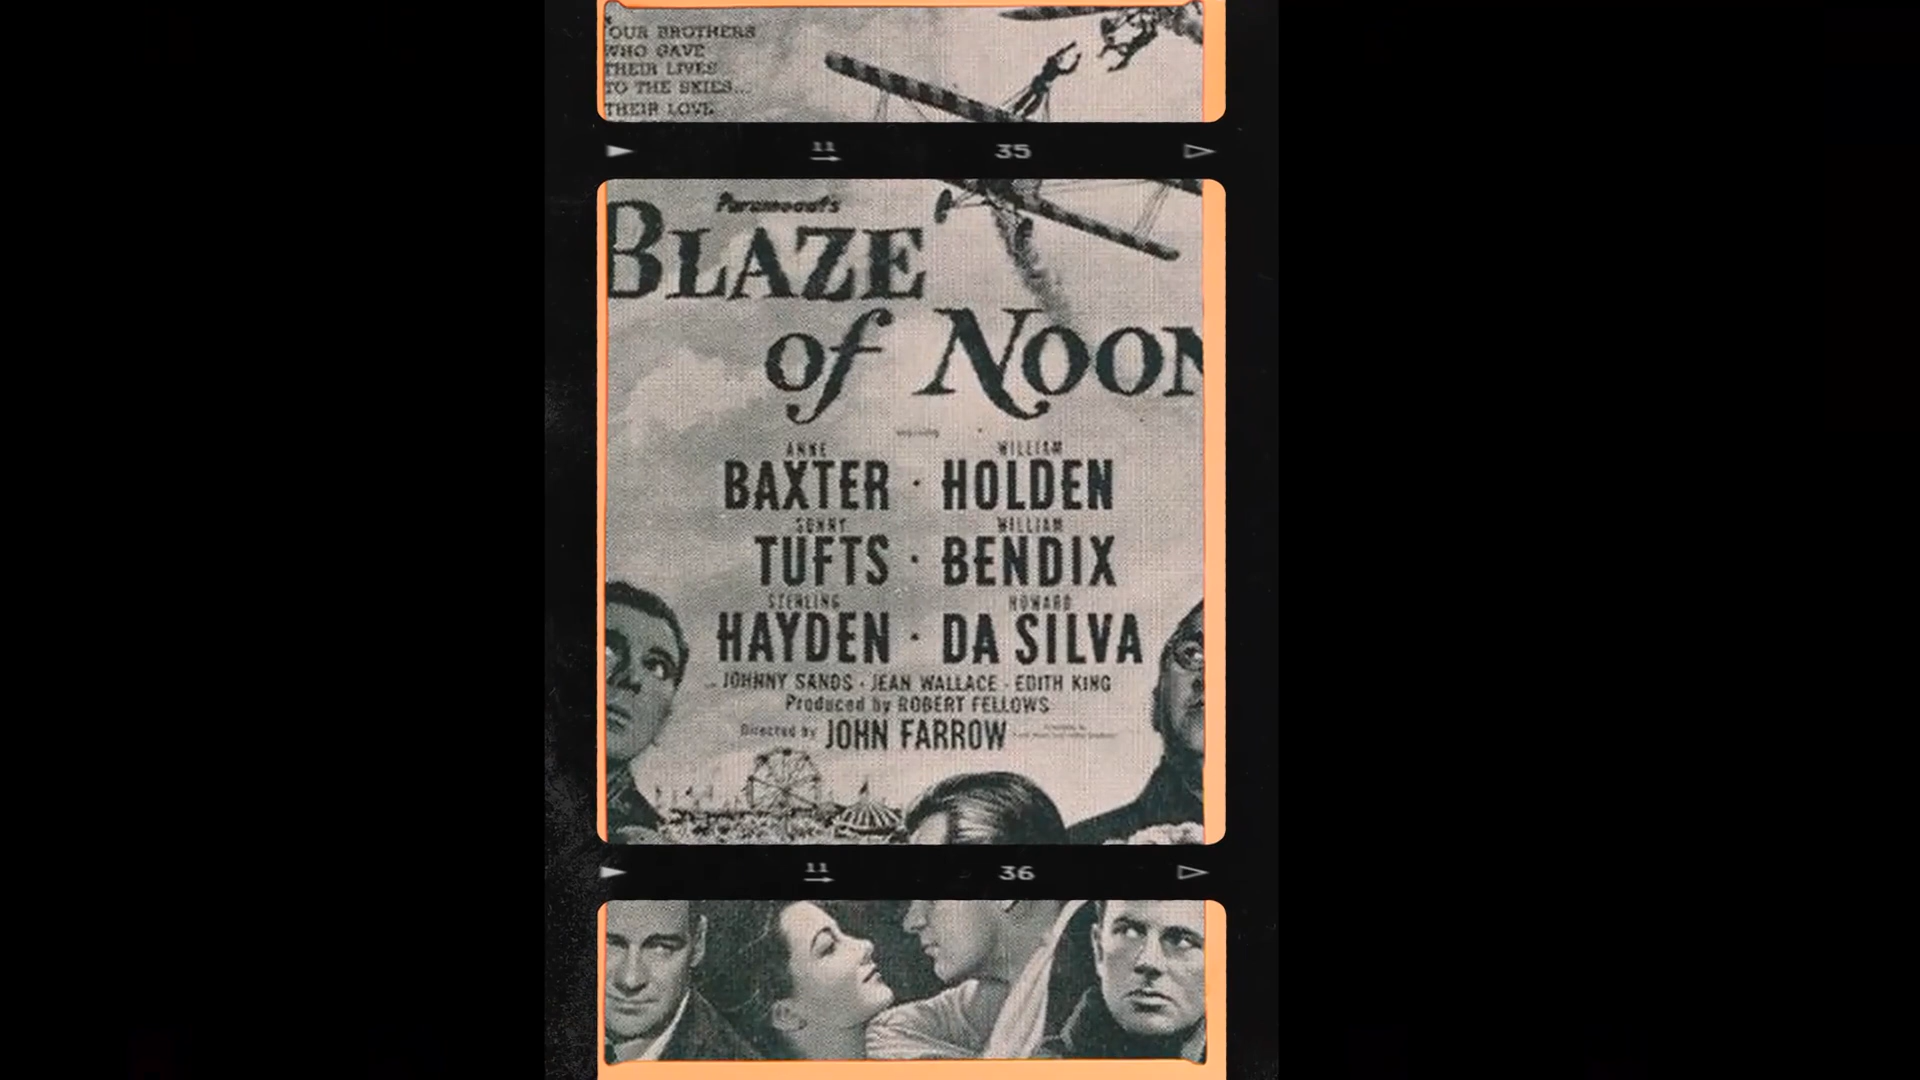 OUR BROTHERS
WHO GAVE
THEIR LIVES
TO THE SKIES...
THEIR LOVE
11 35
Paramount's
BLAZE
of NOON
ANNE WILLIAM
BAXTER · HOLDEN
SONNY WILLIAM
TUFTS · BENDIX
STERLING HOWARD
HAYDEN · DA SILVA
JOHNNY SANDS · JEAN WALLACE · EDITH KING
Produced by ROBERT FELLOWS
Directed by JOHN FARROW
11 36